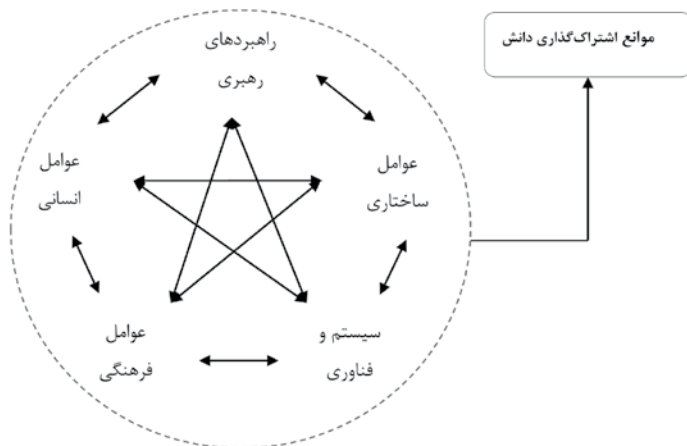 راهبردهای
رهبری
موانع اشتراک‌گذاری دانش
عوامل
ساختاری
عوامل
انسانی
سیستم و
فناوری
عوامل
فرهنگی